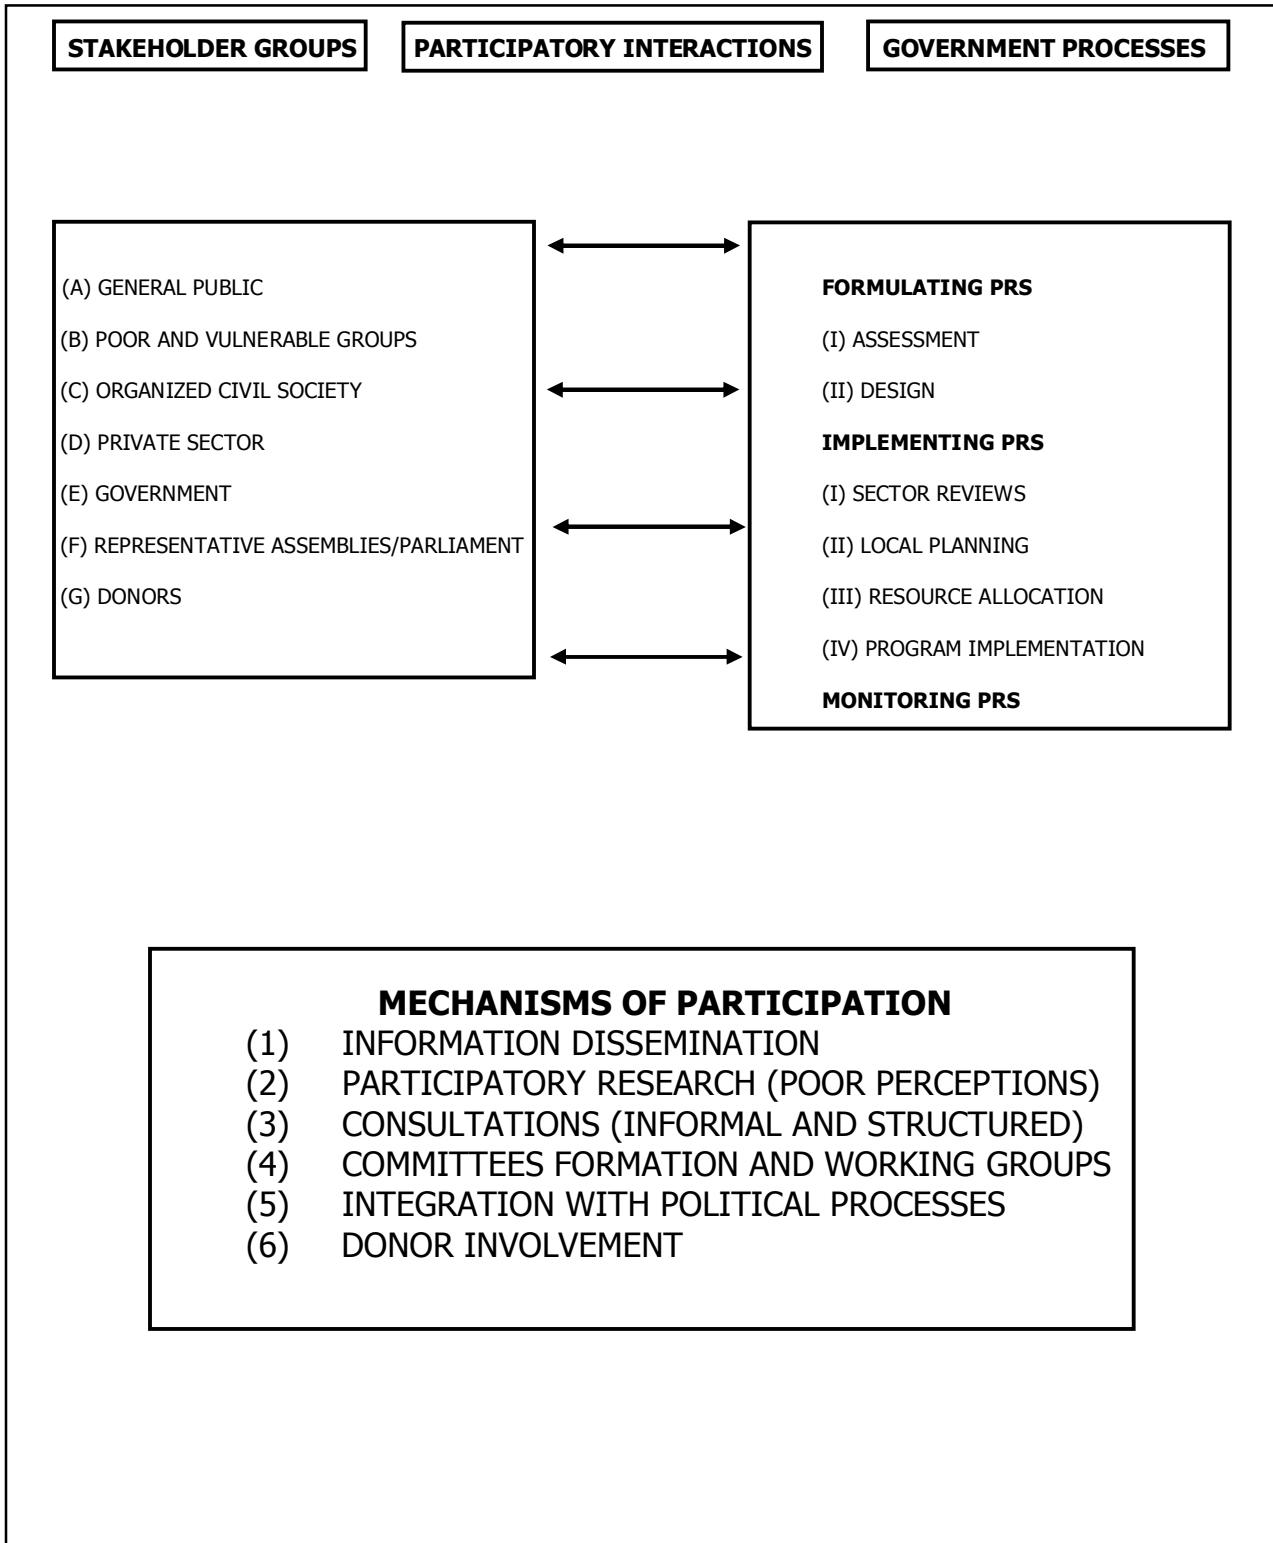 STAKEHOLDER GROUPS
PARTICIPATORY INTERACTIONS
GOVERNMENT PROCESSES
(A) GENERAL PUBLIC
(B) POOR AND VULNERABLE GROUPS
(C) ORGANIZED CIVIL SOCIETY
(D) PRIVATE SECTOR
(E) GOVERNMENT
(F) REPRESENTATIVE ASSEMBLIES/PARLIAMENT
(G) DONORS
FORMULATING PRS
(I) ASSESSMENT
(II) DESIGN
IMPLEMENTING PRS
(I) SECTOR REVIEWS
(II) LOCAL PLANNING
(III) RESOURCE ALLOCATION
(IV) PROGRAM IMPLEMENTATION
MONITORING PRS
MECHANISMS OF PARTICIPATION
(1) INFORMATION DISSEMINATION
(2) PARTICIPATORY RESEARCH (POOR PERCEPTIONS)
(3) CONSULTATIONS (INFORMAL AND STRUCTURED)
(4) COMMITTEES FORMATION AND WORKING GROUPS
(5) INTEGRATION WITH POLITICAL PROCESSES
(6) DONOR INVOLVEMENT